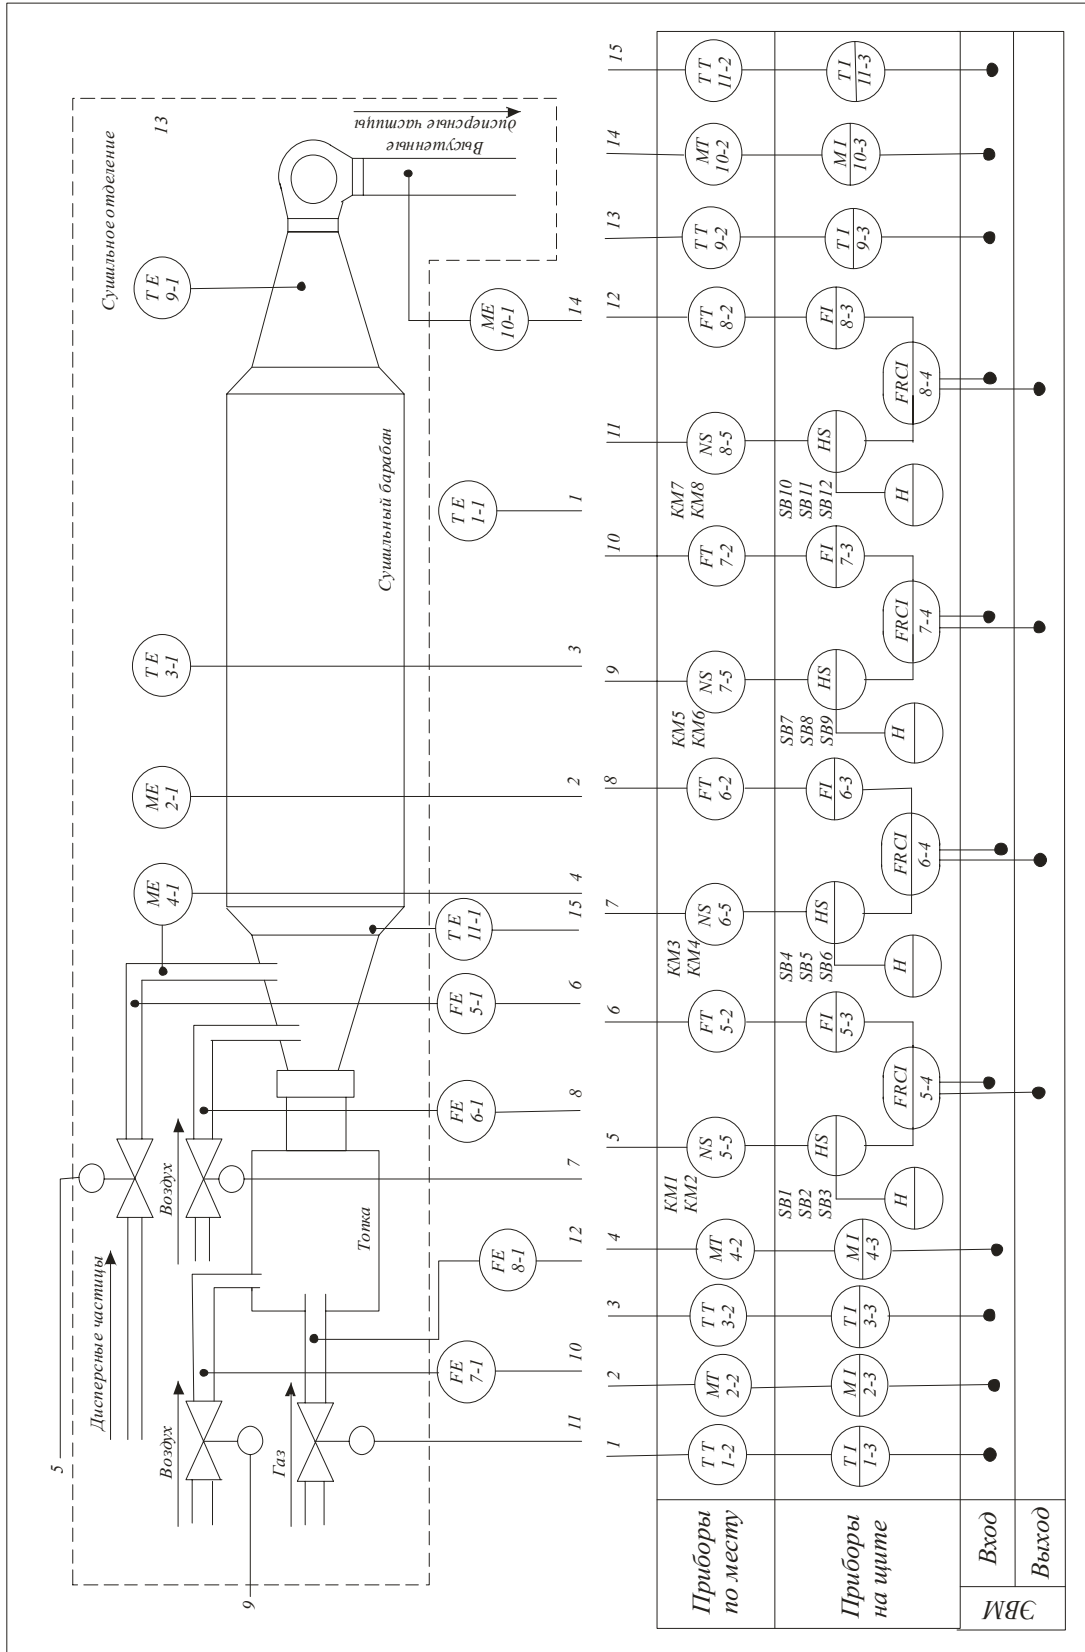 Сушильное отделение
13
Высушенные
дисперсные частицы
TE
9-1
ME
10-1
14
TE
1-1
1
Сушильный барабан
TE
3-1
3
ME
2-1
2
ME
4-1
4
TE
11-1
15
FE
5-1
6
FE
6-1
8
7
Воздух
Топка
FE
8-1
12
Дисперсные частицы
FE
7-1
10
11
Воздух
Газ
5
9
1
2
3
4
5
6
7
8
9
10
11
12
13
14
15
Приборы
по месту
TT
1-2
MT
2-2
TT
3-2
MT
4-2
KM1
KM2
NS
5-5
FT
5-2
KM3
KM4
NS
6-5
FT
6-2
KM5
KM6
NS
7-5
FT
7-2
KM7
KM8
NS
8-5
FT
8-2
TT
9-2
MT
10-2
TT
11-2
Приборы
на щите
TI
1-3
MI
2-3
TI
3-3
MI
4-3
SB1
SB2
SB3
HS
H
FI
5-3
FRCI
5-4
SB4
SB5
SB6
HS
H
FI
6-3
FRCI
6-4
SB7
SB8
SB9
HS
H
FI
7-3
FRCI
7-4
SB10
SB11
SB12
HS
H
FI
8-3
FRCI
8-4
TI
9-3
MI
10-3
TI
11-3
ЭВМ
Вход
Выход